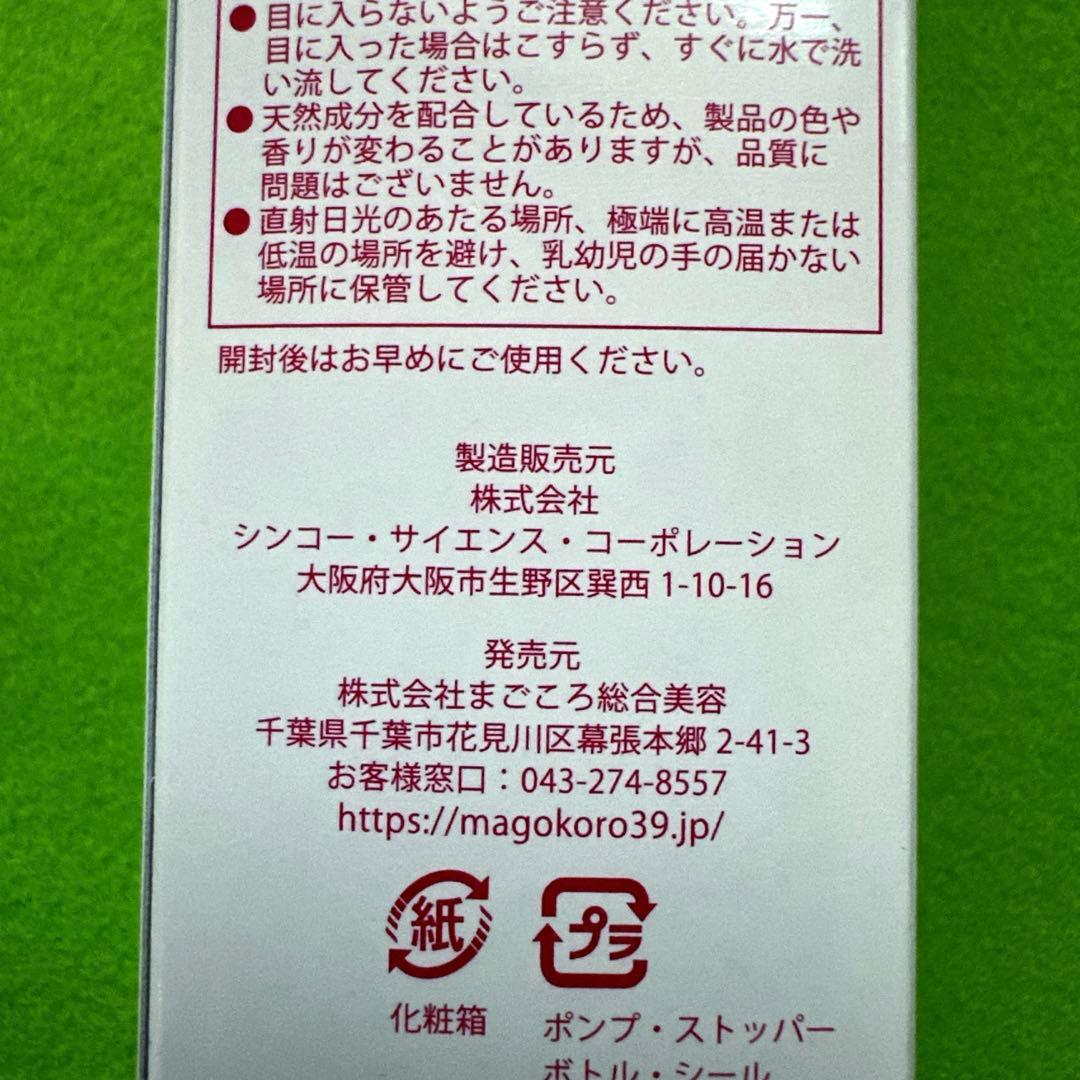 ●目に入らないようご注意ください。万一、
目に入った場合はこすらず、すぐに水で洗
い流してください。
●天然成分を配合しているため、製品の色や
香りが変わることがありますが、品質に
問題はございません。
●直射日光のあたる場所、極端に高温または
低温の場所を避け、乳幼児の手の届かない
場所に保管してください。
開封後はお早めにご使用ください。
製造販売元
株式会社
シンコー・サイエンス・コーポレーション
大阪府大阪市生野区巽西 1-10-16
発売元
株式会社まごころ総合美容
千葉県千葉市花見川区幕張本郷 2-41-3
お客様窓口：043-274-8557
https://magokoro39.jp/
紙 プラ
化粧箱 ポンプ・ストッパー
ボトル・シール